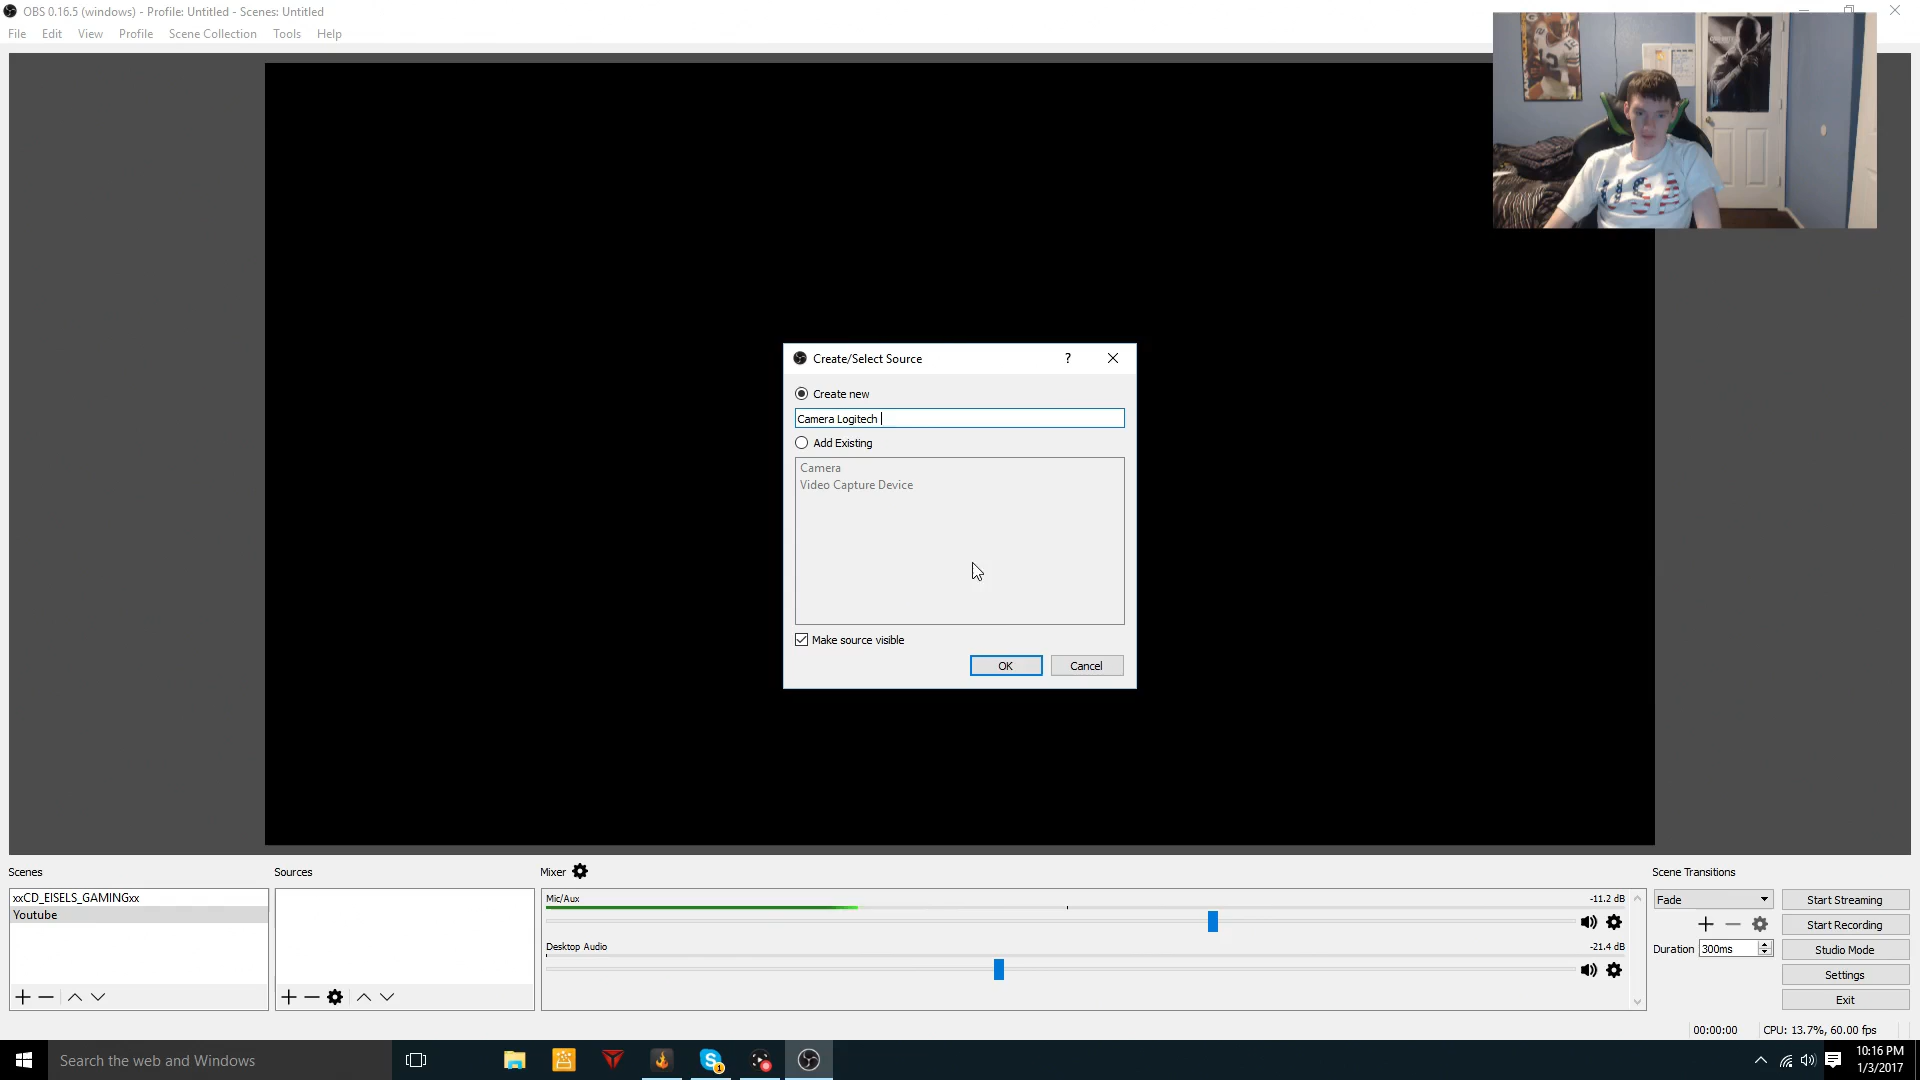 OBS 0.16.5 (windows) - Profile: Untitled - Scenes: Untitled
File Edit View Profile Scene Collection Tools Help
Create/Select Source
Create new
Camera Logitech
Add Existing
Camera
Video Capture Device
Make source visible
OK Cancel
Scenes
xxCD_EISELS_GAMINGxx
Youtube
Sources
Mixer
Mic/Aux -11.2 dB
Desktop Audio -21.4 dB
Scene Transitions
Fade
Duration 300ms
Start Streaming
Start Recording
Studio Mode
Settings
Exit
00:00:00 CPU: 13.7%, 60.00 fps
Search the web and Windows
1
10:16 PM
1/3/2017
12
USA